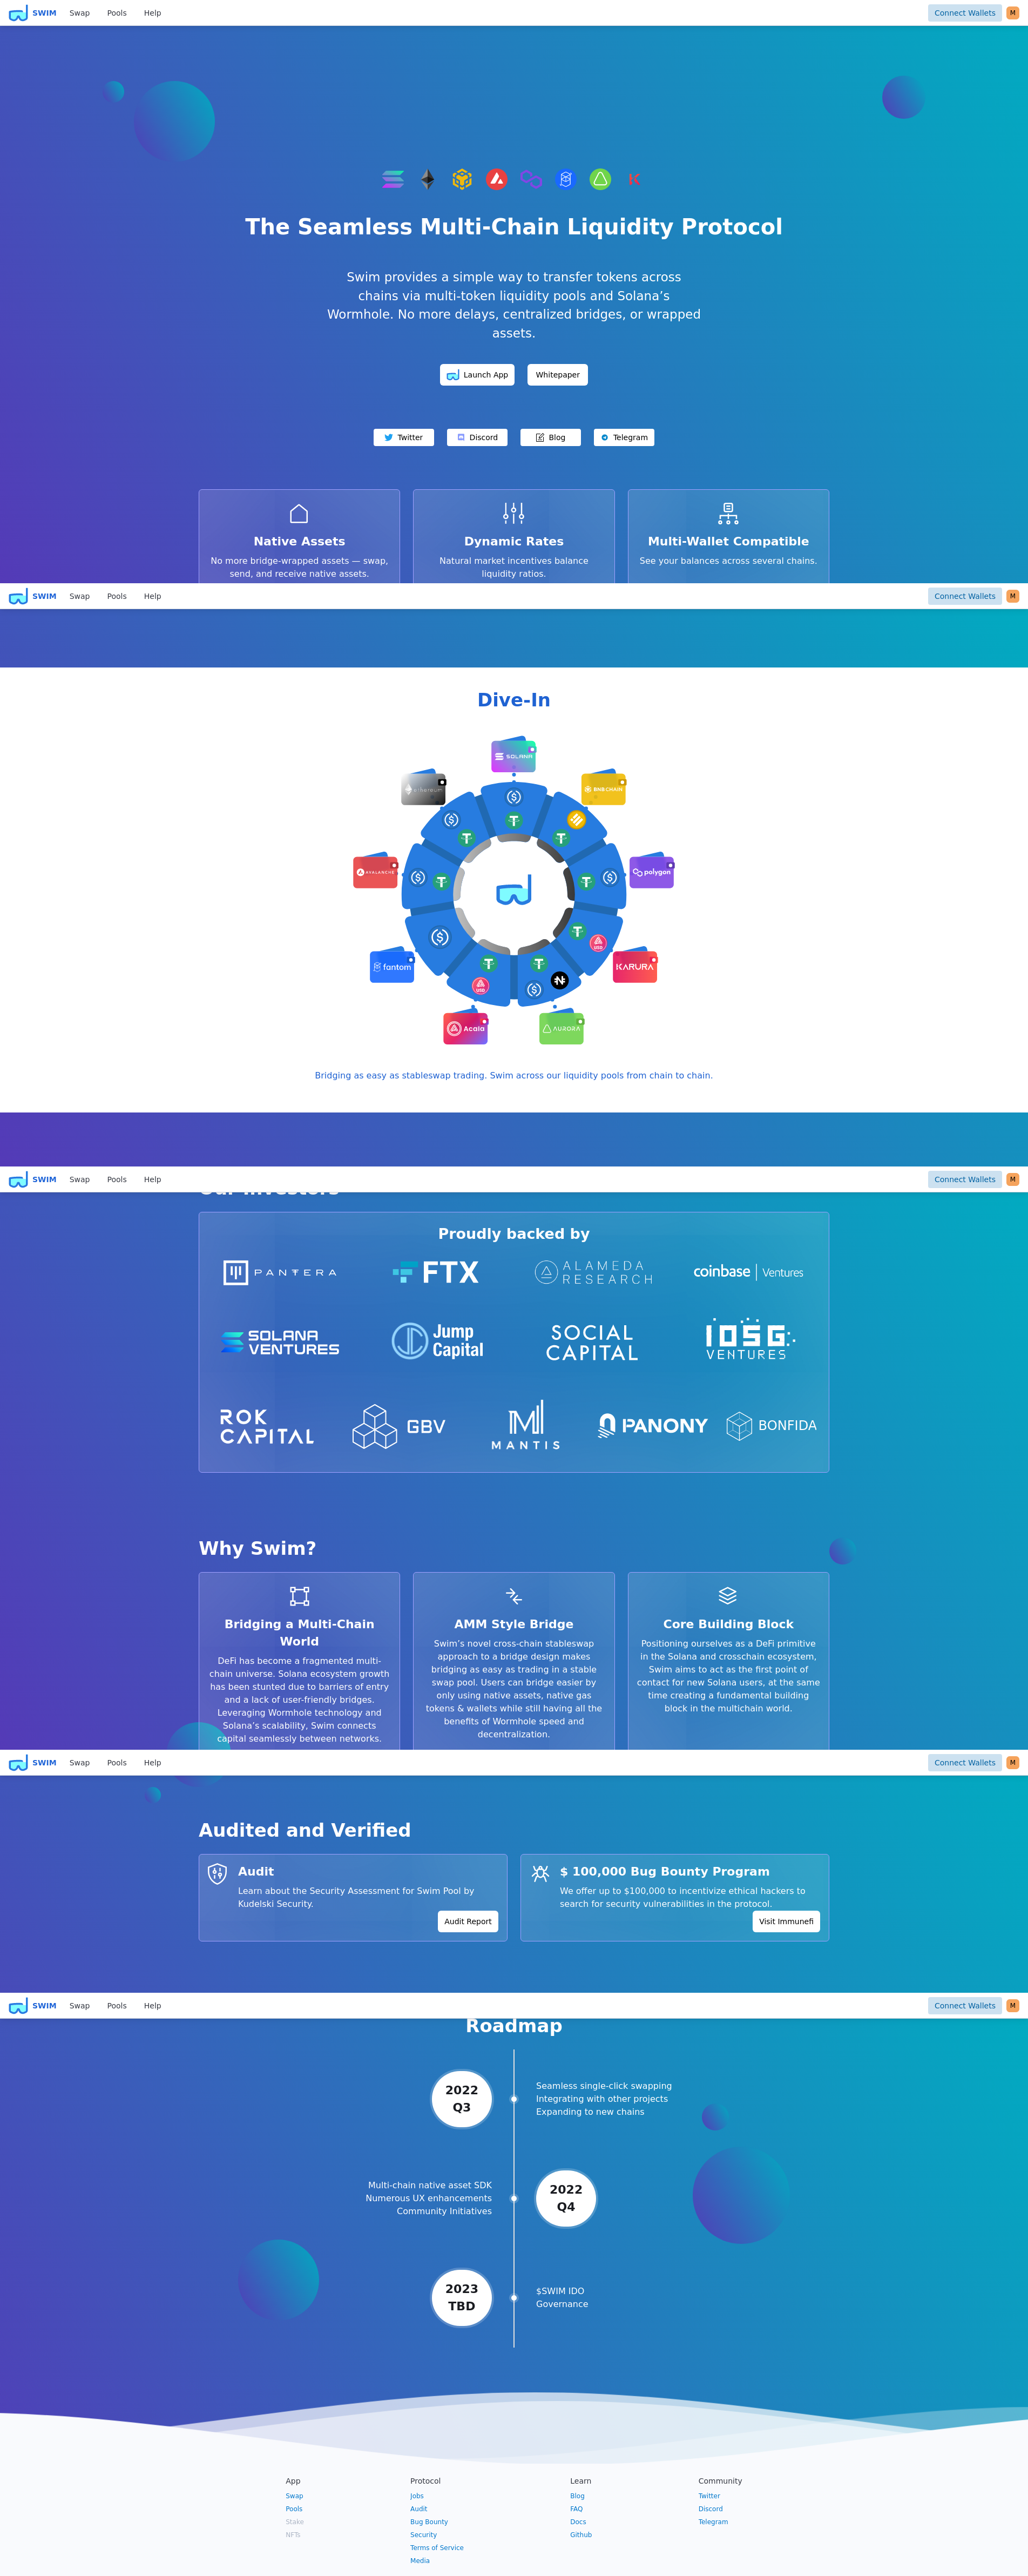 SWIM Swap Pools Help Connect Wallets M
The Seamless Multi-Chain Liquidity Protocol
Swim provides a simple way to transfer tokens across
chains via multi-token liquidity pools and Solana’s
Wormhole. No more delays, centralized bridges, or wrapped
assets.
Launch App Whitepaper
Twitter Discord Blog Telegram
Native Assets
No more bridge-wrapped assets — swap,
send, and receive native assets.
Dynamic Rates
Natural market incentives balance
liquidity ratios.
Multi-Wallet Compatible
See your balances across several chains.
SWIM Swap Pools Help Connect Wallets M
Dive-In
SOLANA
ethereum
BNB CHAIN
AVALANCHE
polygon
fantom
KARURA
USD
USD
Acala
AURORA
Bridging as easy as stableswap trading. Swim across our liquidity pools from chain to chain.
SWIM Swap Pools Help Connect Wallets M
Our Investors
Proudly backed by
PANTERA
FTX
ALAMEDA
RESEARCH
coinbase | Ventures
SOLANA
VENTURES
Jump
Capital
SOCIAL
CAPITAL
IOSG
VENTURES
ROK
CAPITAL
GBV
MANTIS
PANONY
BONFIDA
Why Swim?
Bridging a Multi-Chain
World
DeFi has become a fragmented multi-
chain universe. Solana ecosystem growth
has been stunted due to barriers of entry
and a lack of user-friendly bridges.
Leveraging Wormhole technology and
Solana’s scalability, Swim connects
capital seamlessly between networks.
AMM Style Bridge
Swim’s novel cross-chain stableswap
approach to a bridge design makes
bridging as easy as trading in a stable
swap pool. Users can bridge easier by
only using native assets, native gas
tokens & wallets while still having all the
benefits of Wormhole speed and
decentralization.
Core Building Block
Positioning ourselves as a DeFi primitive
in the Solana and crosschain ecosystem,
Swim aims to act as the first point of
contact for new Solana users, at the same
time creating a fundamental building
block in the multichain world.
SWIM Swap Pools Help Connect Wallets M
Audited and Verified
Audit
Learn about the Security Assessment for Swim Pool by
Kudelski Security.
Audit Report
$ 100,000 Bug Bounty Program
We offer up to $100,000 to incentivize ethical hackers to
search for security vulnerabilities in the protocol.
Visit Immunefi
SWIM Swap Pools Help Connect Wallets M
Roadmap
2022
Q3
Seamless single-click swapping
Integrating with other projects
Expanding to new chains
Multi-chain native asset SDK
Numerous UX enhancements
Community Initiatives
2022
Q4
2023
TBD
$SWIM IDO
Governance
App
Swap
Pools
Stake
NFTs
Protocol
Jobs
Audit
Bug Bounty
Security
Terms of Service
Media
Learn
Blog
FAQ
Docs
Github
Community
Twitter
Discord
Telegram